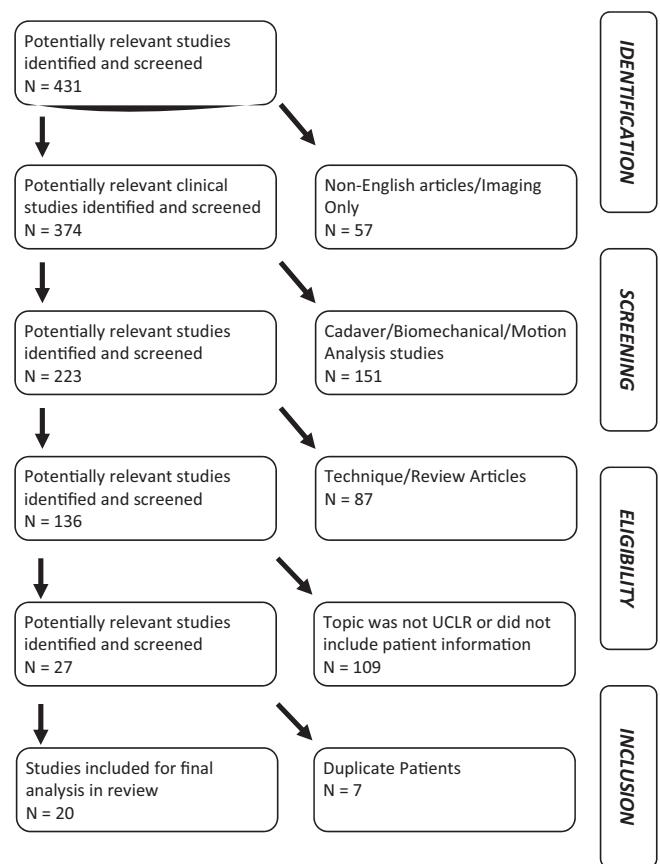 Potentially relevant studies
identified and screened
N = 431
IDENTIFICATION
Potentially relevant clinical
studies identified and screened
N = 374
Non-English articles/Imaging
Only
N = 57
Potentially relevant studies
identified and screened
N = 223
Cadaver/Biomechanical/Motion
Analysis studies
N = 151
SCREENING
Potentially relevant studies
identified and screened
N = 136
Technique/Review Articles
N = 87
ELIGIBILITY
Potentially relevant studies
identified and screened
N = 27
Topic was not UCLR or did not
include patient information
N = 109
Studies included for final
analysis in review
N = 20
Duplicate Patients
N = 7
INCLUSION